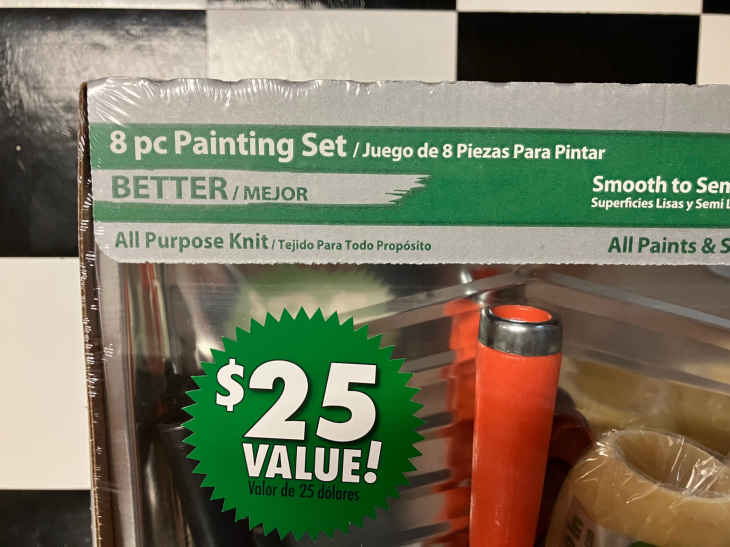 8 pc Painting Set / Juego de 8 Piezas Para Pintar
BETTER / MEJOR
Smooth to
Superficies Lisas y Semi
All Purpose Knit / Tejido Para Todo Propósito
All Paints &
$25
VALUE!
Valor de 25 dólares